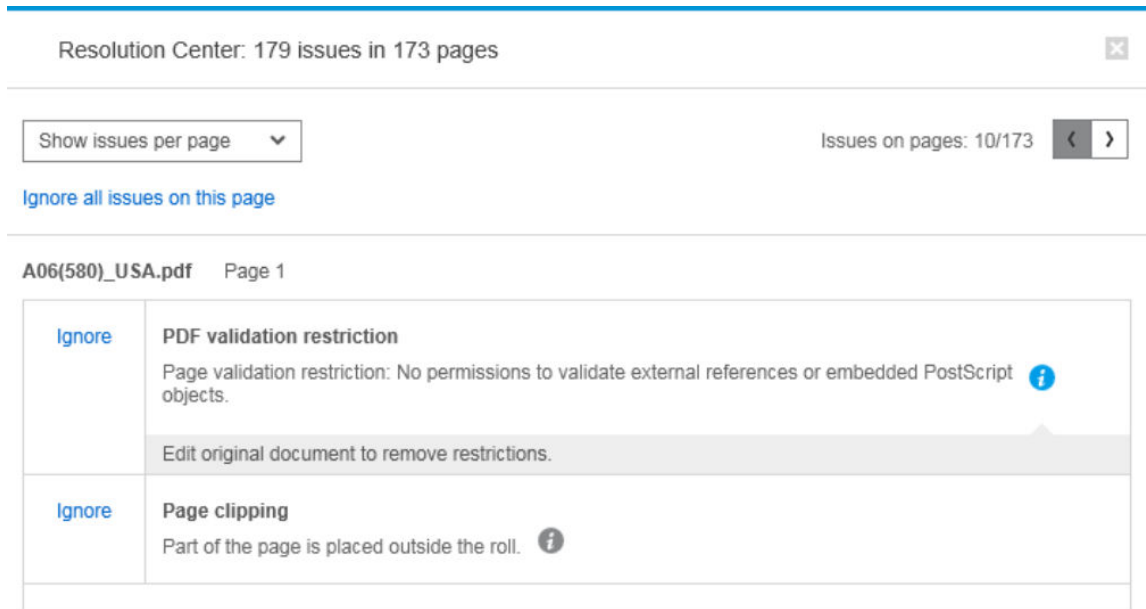 Resolution Center: 179 issues in 173 pages
Show issues per page
Issues on pages: 10/173
Ignore all issues on this page
A06(580)_USA.pdf Page 1
Ignore
PDF validation restriction
Page validation restriction: No permissions to validate external references or embedded PostScript
objects.
Edit original document to remove restrictions.
Ignore
Page clipping
Part of the page is placed outside the roll.